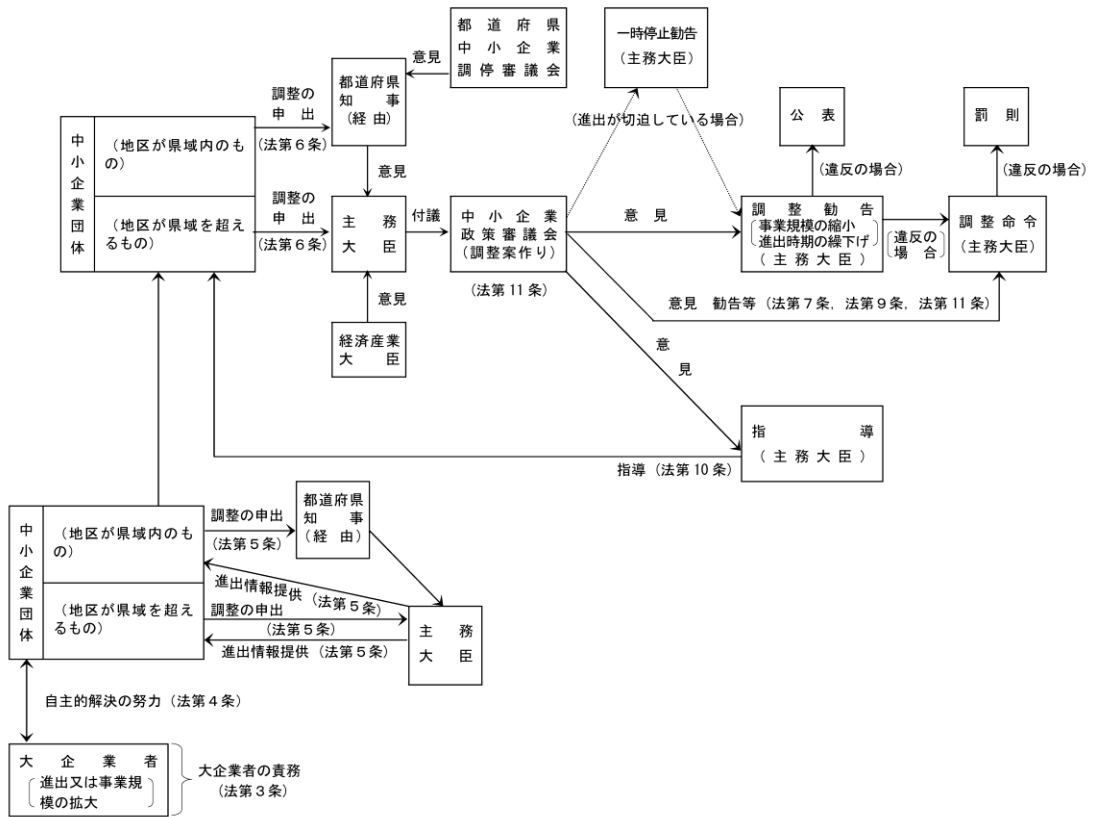 都道府県
中小企業
調停審議会
意見
一時停止勧告
（主務大臣）
都道府県
知事
（経由）
調整の
申出
（法第６条）
（進出が切迫している場合）
公表
罰則
（違反の場合）
（違反の場合）
中小企業団体
（地区が県域内のも
の）
（地区が県域を超え
るもの）
意見
調整の
申出
（法第６条）
主務
大臣
付議
中小企業
政策審議会
（調整案作り）
（法第11条）
意見
調整勧告
事業規模の縮小
進出時期の繰下げ
（主務大臣）
違反の
場合
調整命令
（主務大臣）
意見
経済産業
大臣
意見　勧告等（法第７条，法第９条，法第11条）
意
見
指導
（主務大臣）
指導（法第10条）
中小企業団体
（地区が県域内のも
の）
（地区が県域を超え
るもの）
調整の申出
（法第５条）
都道府県
知事
（経由）
進出情報提供（法第５条）
調整の申出
（法第５条）
進出情報提供（法第５条）
主務
大臣
自主的解決の努力（法第４条）
大企業者
進出又は事業規
模の拡大
大企業者の責務
（法第３条）